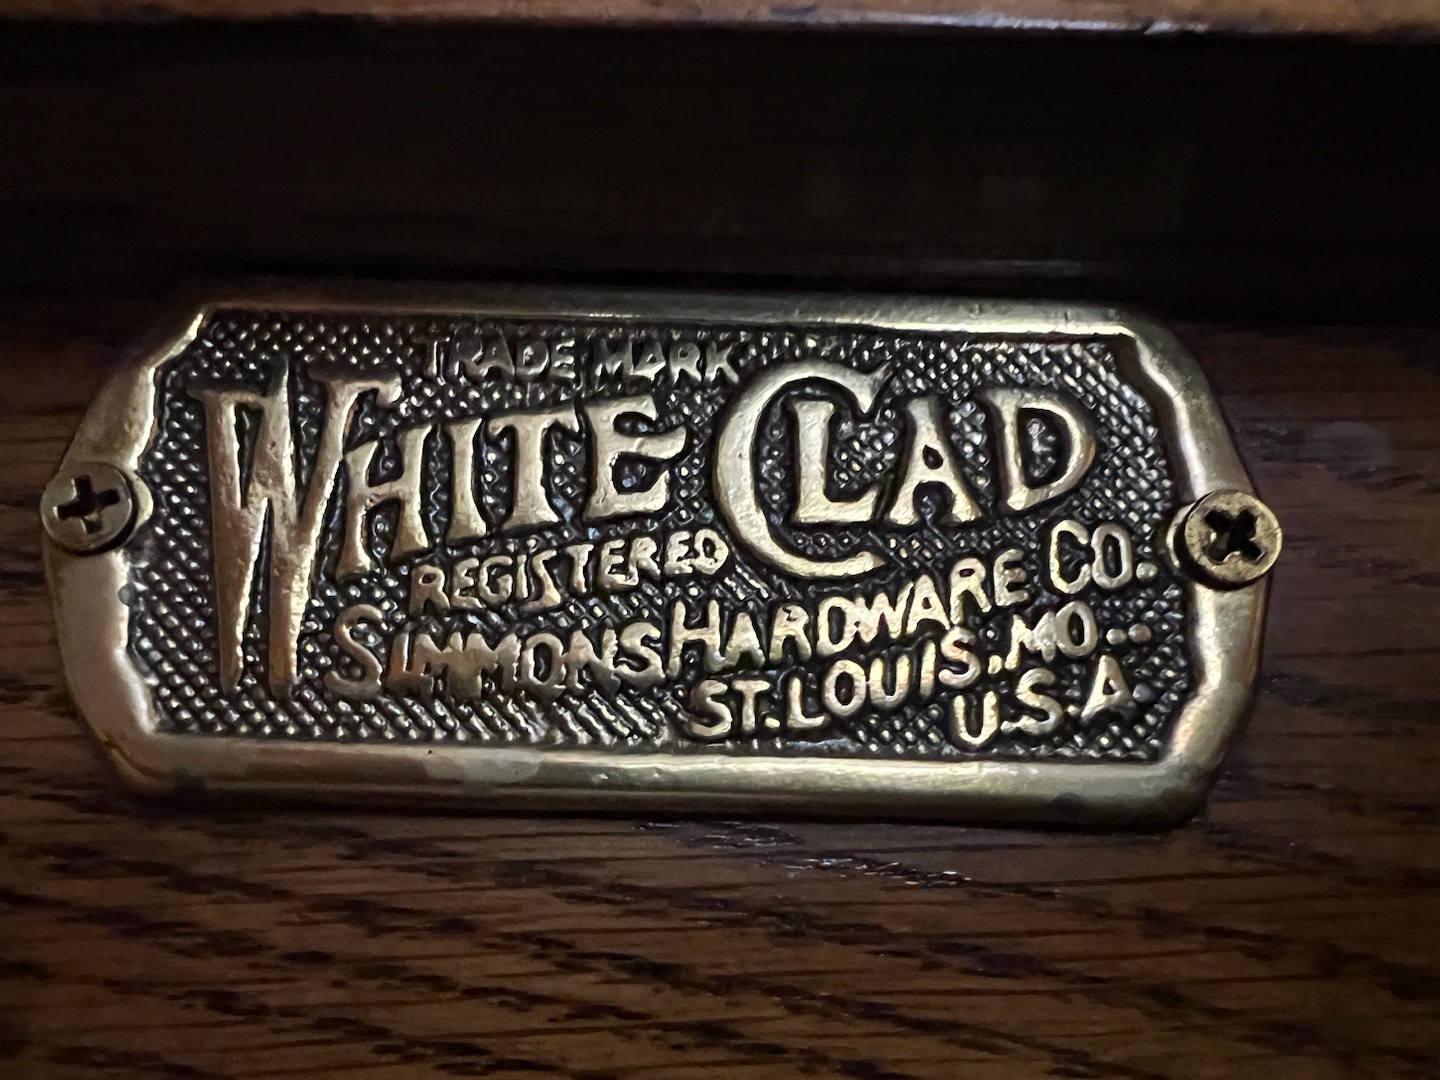 TRADE MARK
WHITE CLAD
REGISTERED
SIMMONS HARDWARE CO.
ST. LOUIS. MO--
U.S.A.